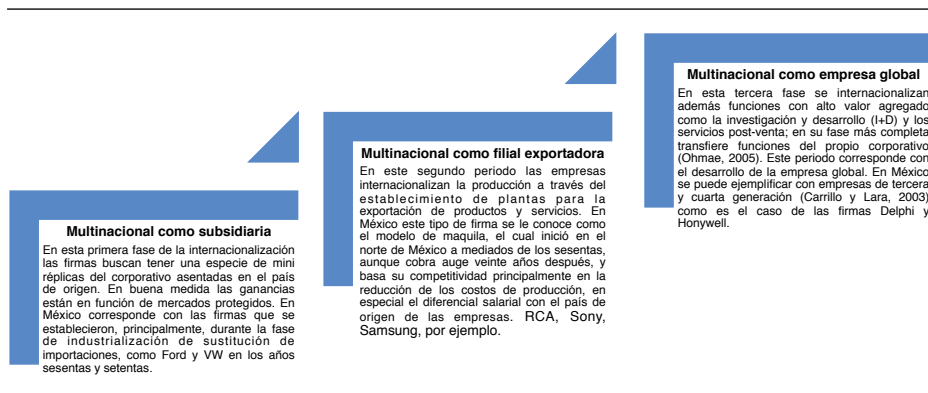 Multinacional como subsidiaria
En esta primera fase de la internacionalización
las firmas buscan tener una especie de mini
réplicas del corporativo asentadas en el país
de origen. En buena medida las ganancias
están en función de mercados protegidos. En
México corresponde con las firmas que se
establecieron, principalmente, durante la fase
de industrialización de sustitución de
importaciones, como Ford y VW en los años
sesentas y setentas.
Multinacional como filial exportadora
En este segundo periodo las empresas
internacionalizan la producción a través del
establecimiento de plantas para la
exportación de productos y servicios. En
México este tipo de firma se le conoce como
el modelo de maquila, el cual inició en el
norte de México a mediados de los sesentas,
aunque cobra auge veinte años después, y
basa su competitividad principalmente en la
reducción de los costos de producción, en
especial el diferencial salarial con el país de
origen de las empresas. RCA, Sony,
Samsung, por ejemplo.
Multinacional como empresa global
En esta tercera fase se internacionalizan
además funciones con alto valor agregado
como la investigación y desarrollo (I+D) y los
servicios post-venta; en su fase más completa
transfiere funciones del propio corporativo
(Ohmae, 2005). Este periodo corresponde con
el desarrollo de la empresa global. En México
se puede ejemplificar con empresas de tercera
y cuarta generación (Carrillo y Lara, 2003)
como es el caso de las firmas Delphi y
Honywell.